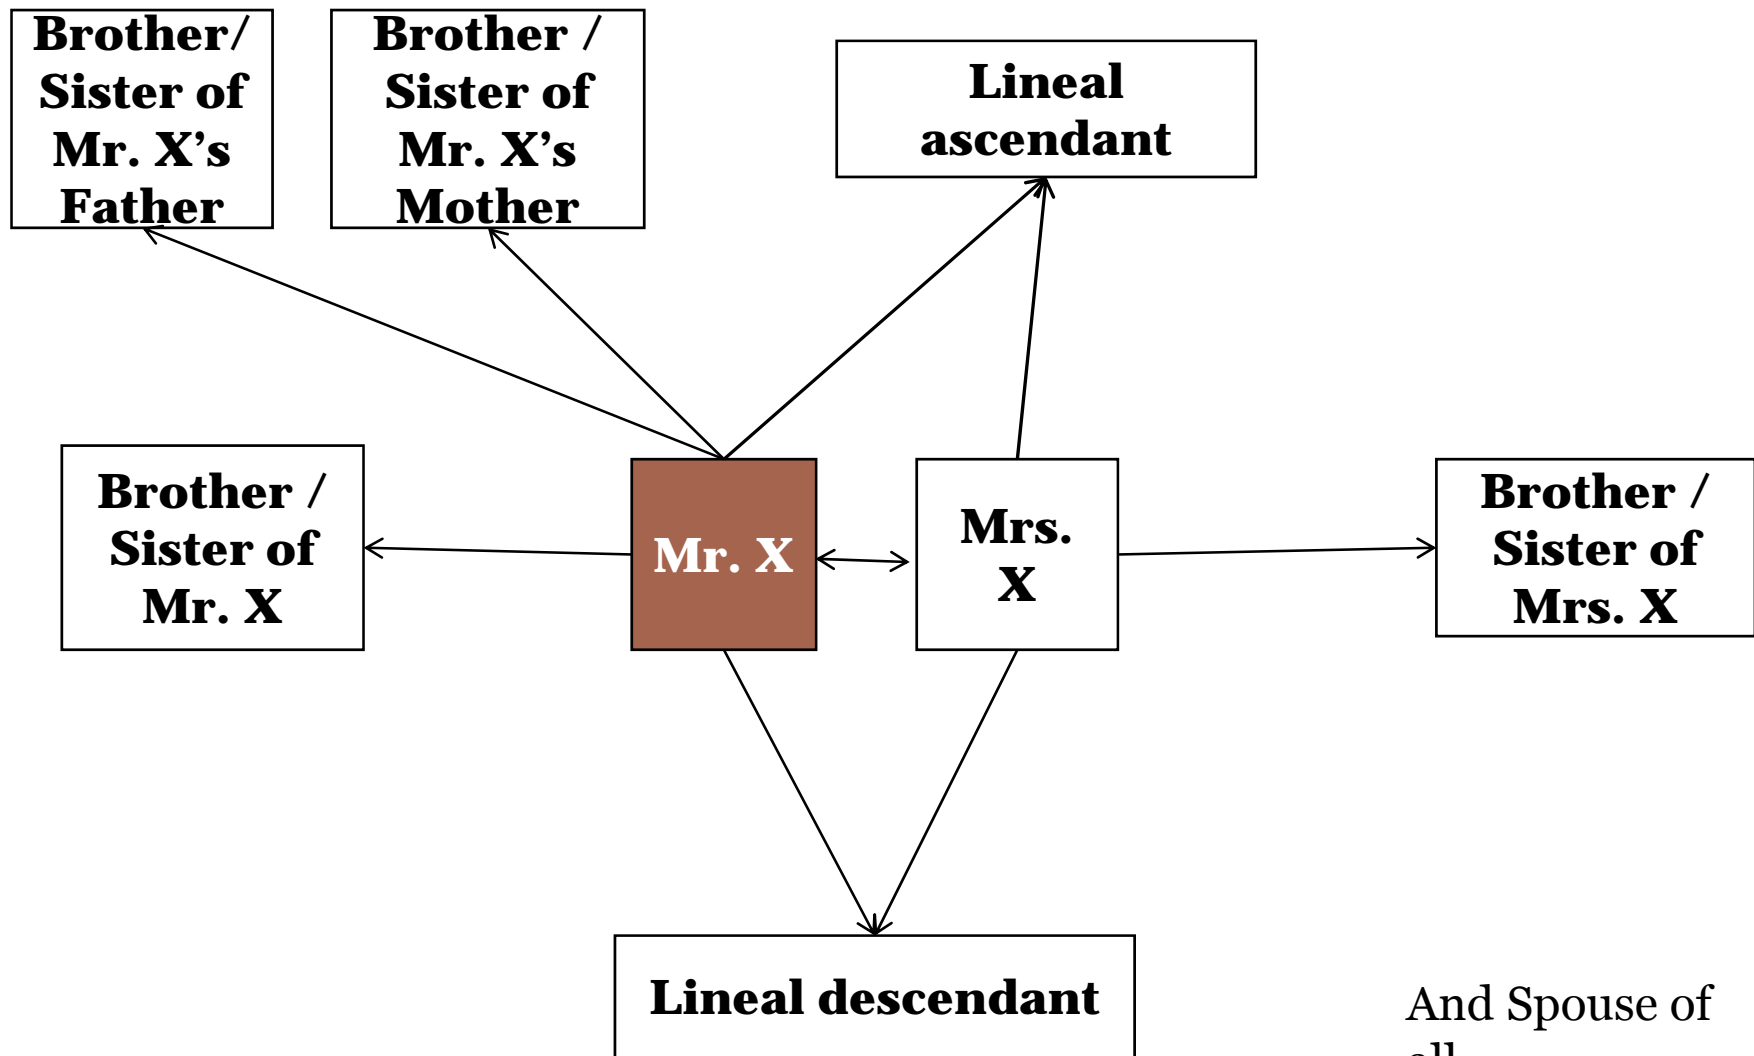 Brother/
Sister of
Mr. X’s
Father
Brother /
Sister of
Mr. X’s
Mother
Lineal
ascendant
Brother /
Sister of
Mr. X
Mr. X
Mrs.
X
Brother /
Sister of
Mrs. X
Lineal descendant
And Spouse of